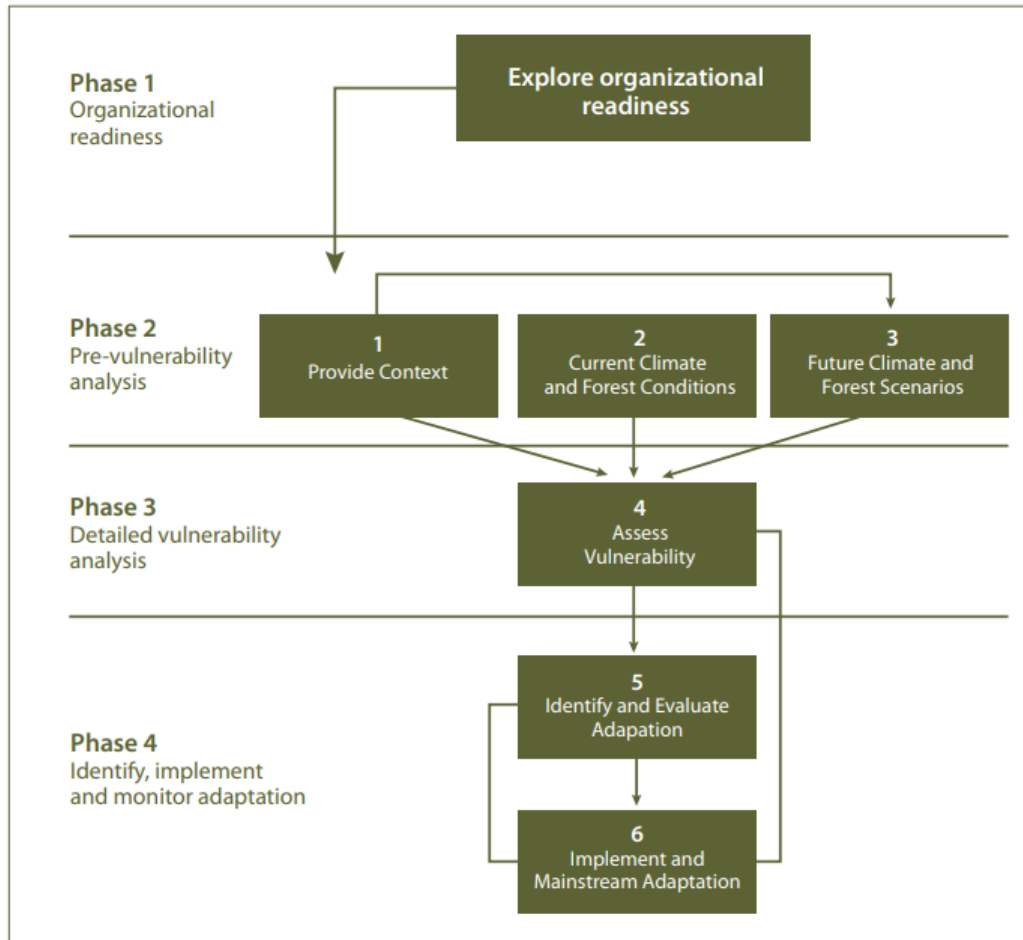 Phase 1
Organizational
readiness
Explore organizational
readiness
Phase 2
Pre-vulnerability
analysis
1
Provide Context
2
Current Climate
and Forest Conditions
3
Future Climate and
Forest Scenarios
Phase 3
Detailed vulnerability
analysis
4
Assess
Vulnerability
Phase 4
Identify, implement
and monitor adaptation
5
Identify and Evaluate
Adapation
6
Implement and
Mainstream Adaptation